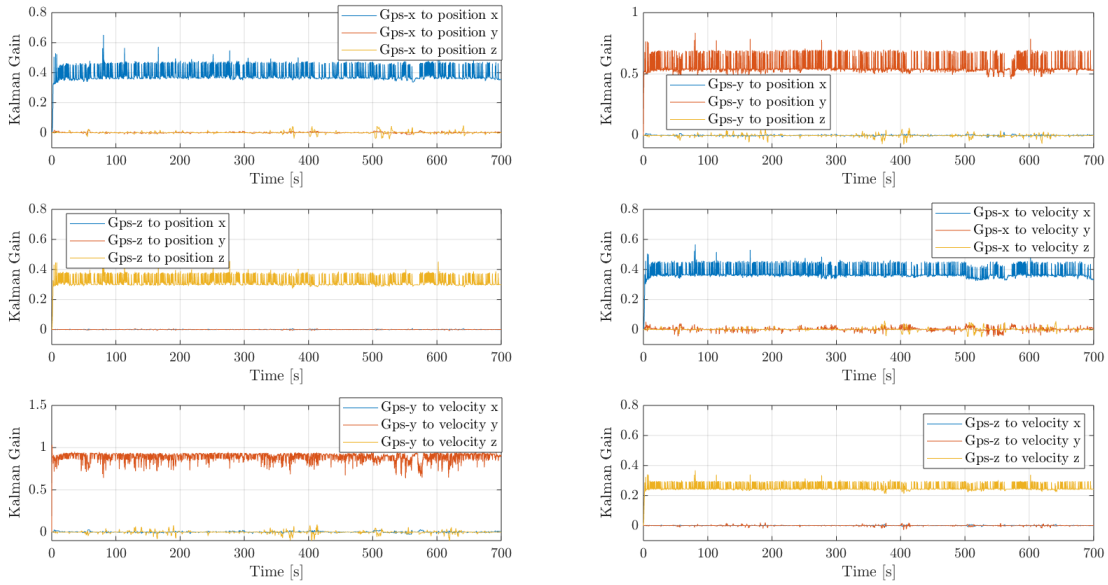 0.8
0.6
0.4
0.2
0
Kalman Gain
Gps-x to position x
Gps-x to position y
Gps-x to position z
0 100 200 300 400 500 600 700
Time [s]
1
0.5
0
Kalman Gain
Gps-y to position x
Gps-y to position y
Gps-y to position z
0 100 200 300 400 500 600 700
Time [s]
0.8
0.6
0.4
0.2
0
Kalman Gain
Gps-z to position x
Gps-z to position y
Gps-z to position z
0 100 200 300 400 500 600 700
Time [s]
0.8
0.6
0.4
0.2
0
Kalman Gain
Gps-x to velocity x
Gps-x to velocity y
Gps-x to velocity z
0 100 200 300 400 500 600 700
Time [s]
1.5
1
0.5
0
Kalman Gain
Gps-y to velocity x
Gps-y to velocity y
Gps-y to velocity z
0 100 200 300 400 500 600 700
Time [s]
0.8
0.6
0.4
0.2
0
Kalman Gain
Gps-z to velocity x
Gps-z to velocity y
Gps-z to velocity z
0 100 200 300 400 500 600 700
Time [s]